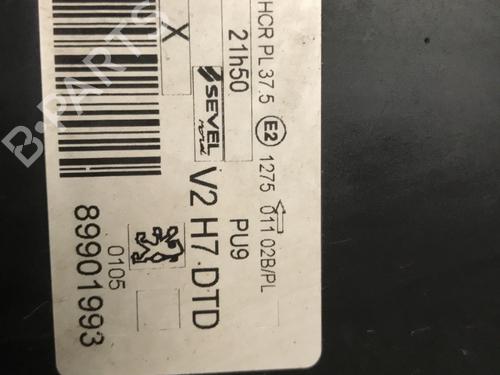 HCR PL 37.5 E2 1275 011 02B/PL
21h50 PU9
X SEVEL V2 H7 DTD
0105
89901993
B-PARTS